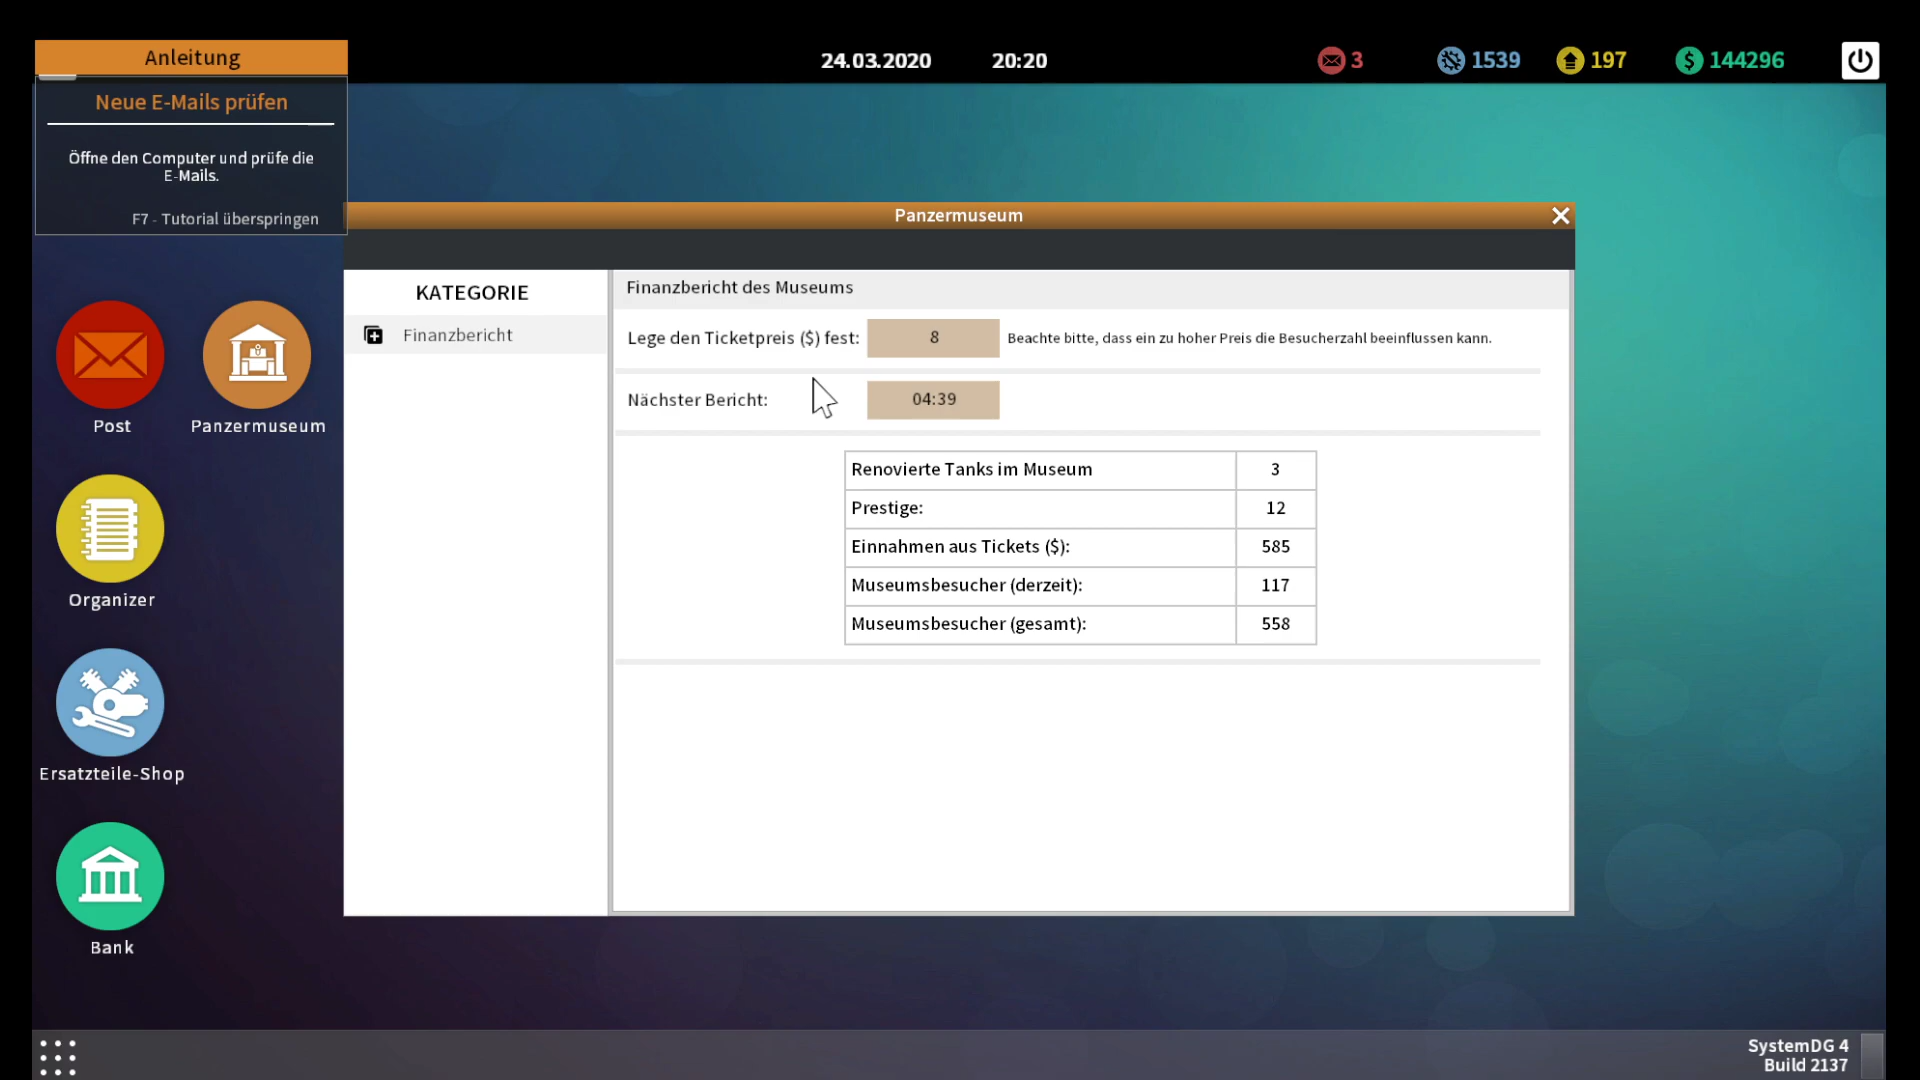 Anleitung
24.03.2020 20:20 3 1539 197 $ 144296
Neue E-Mails prüfen
Öffne den Computer und prüfe die
E-Mails.
F7 - Tutorial überspringen
Panzermuseum
KATEGORIE
Finanzbericht
Finanzbericht des Museums
Lege den Ticketpreis ($) fest: 8 Beachte bitte, dass ein zu hoher Preis die Besucherzahl beeinflussen kann.
Nächster Bericht: 04:39
Renovierte Tanks im Museum 3
Prestige: 12
Einnahmen aus Tickets ($): 585
Museumsbesucher (derzeit): 117
Museumsbesucher (gesamt): 558
Post
Panzermuseum
Organizer
Ersatzteile-Shop
Bank
SystemDG 4
Build 2137